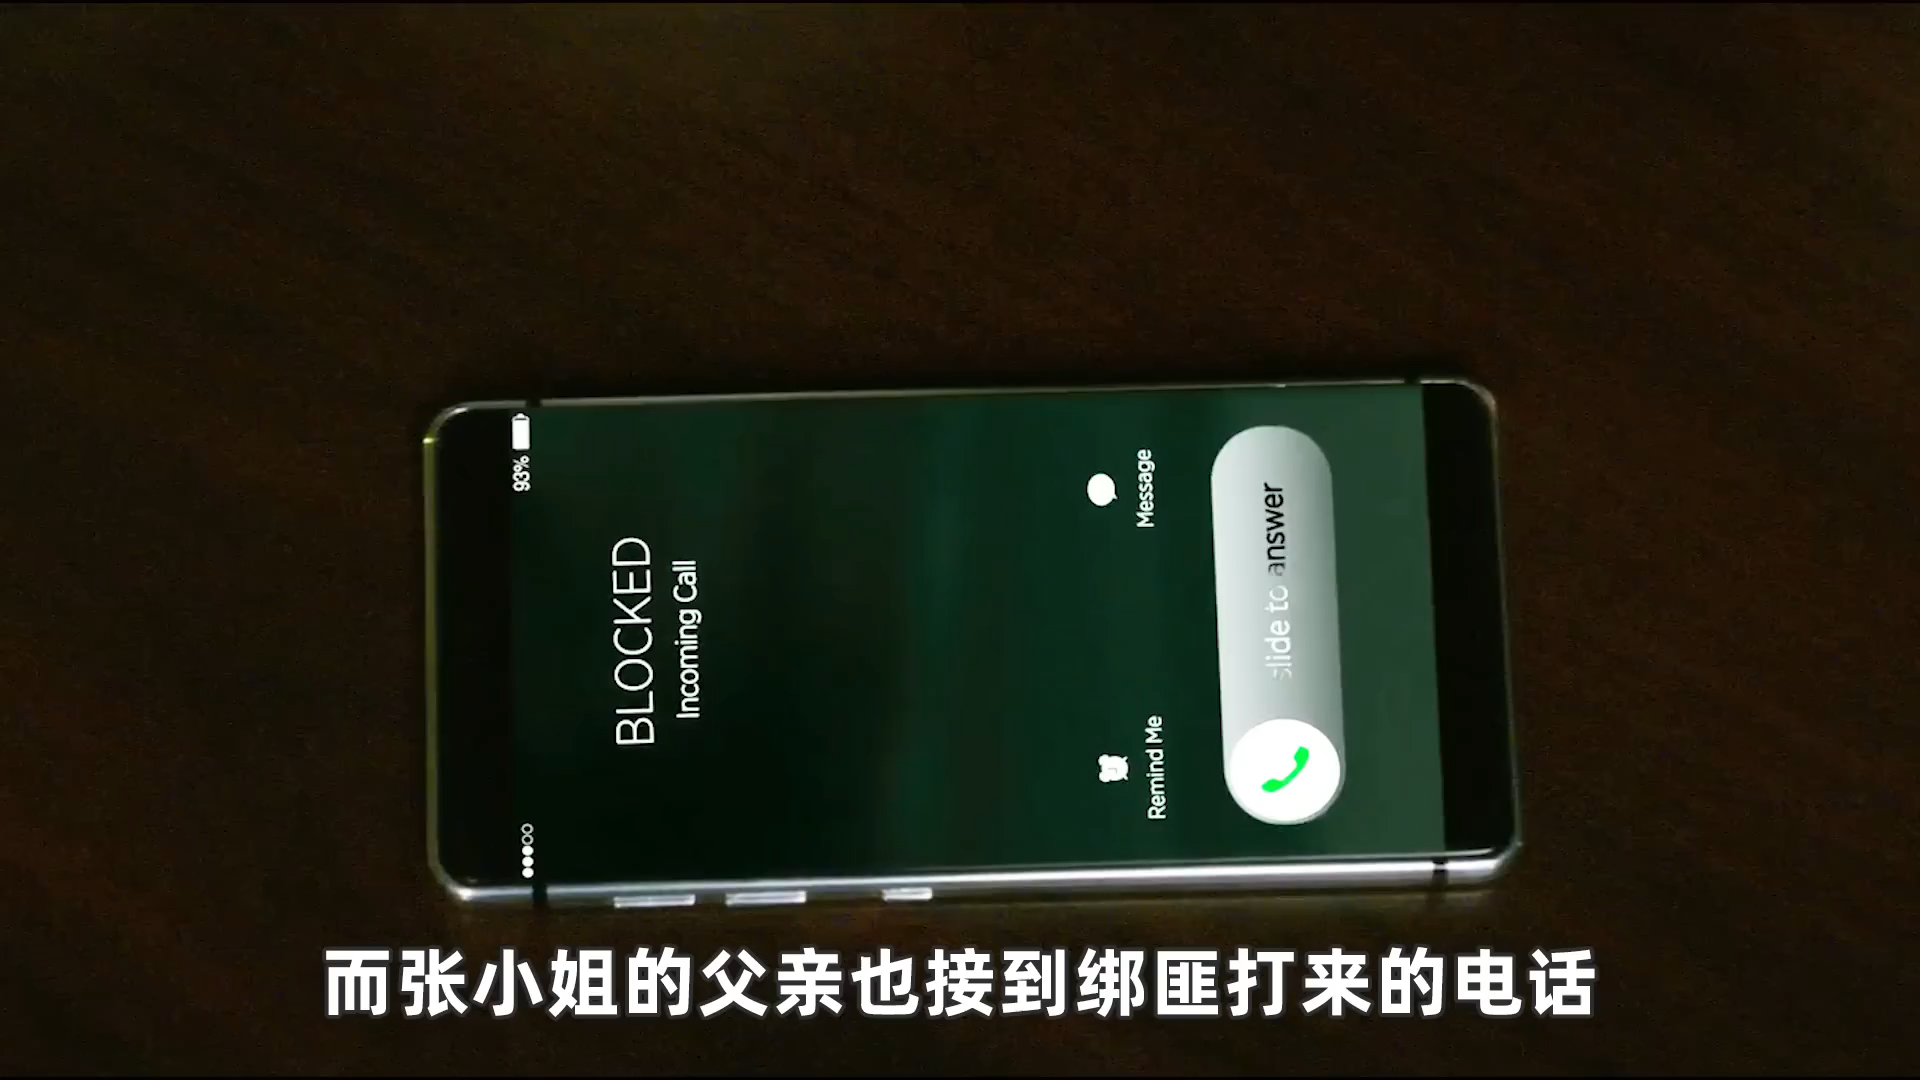 93%
BLOCKED
Incoming Call
Remind Me
Message
slide to answer
而张小姐的父亲也接到绑匪打来的电话